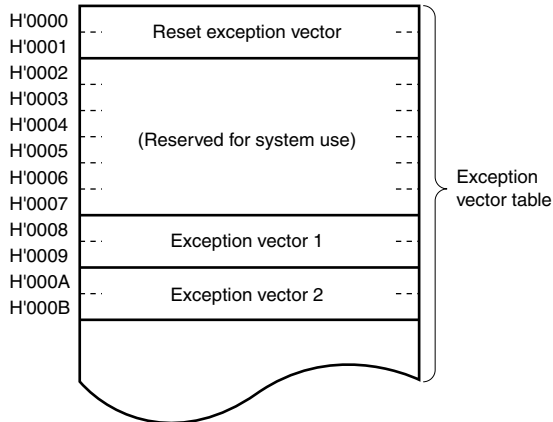 H'0000
H'0001
H'0002
H'0003
H'0004
H'0005
H'0006
H'0007
H'0008
H'0009
H'000A
H'000B
Reset exception vector
(Reserved for system use)
Exception vector 1
Exception vector 2
Exception
vector table